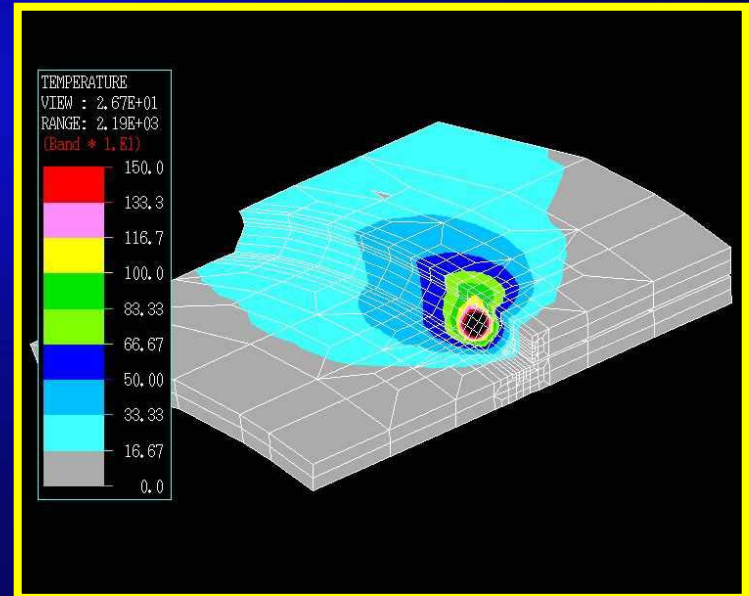 TEMPERATURE
VIEW : 2.67E+01
RANGE: 2.19E+03
(Band * 1.E1)
150.0
133.3
116.7
100.0
83.33
66.67
50.00
33.33
16.67
0.0